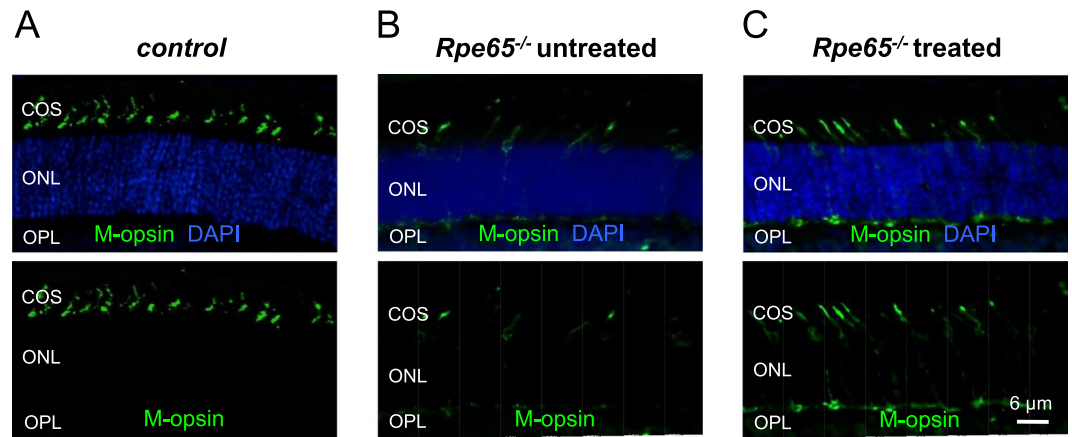 A
control
COS
ONL
OPL
M-opsin DAPI
COS
ONL
OPL
M-opsin
B
Rpe65-/- untreated
COS
ONL
OPL
M-opsin DAPI
COS
ONL
OPL
M-opsin
C
Rpe65-/- treated
COS
ONL
OPL
M-opsin DAPI
COS
ONL
OPL
M-opsin
6 µm